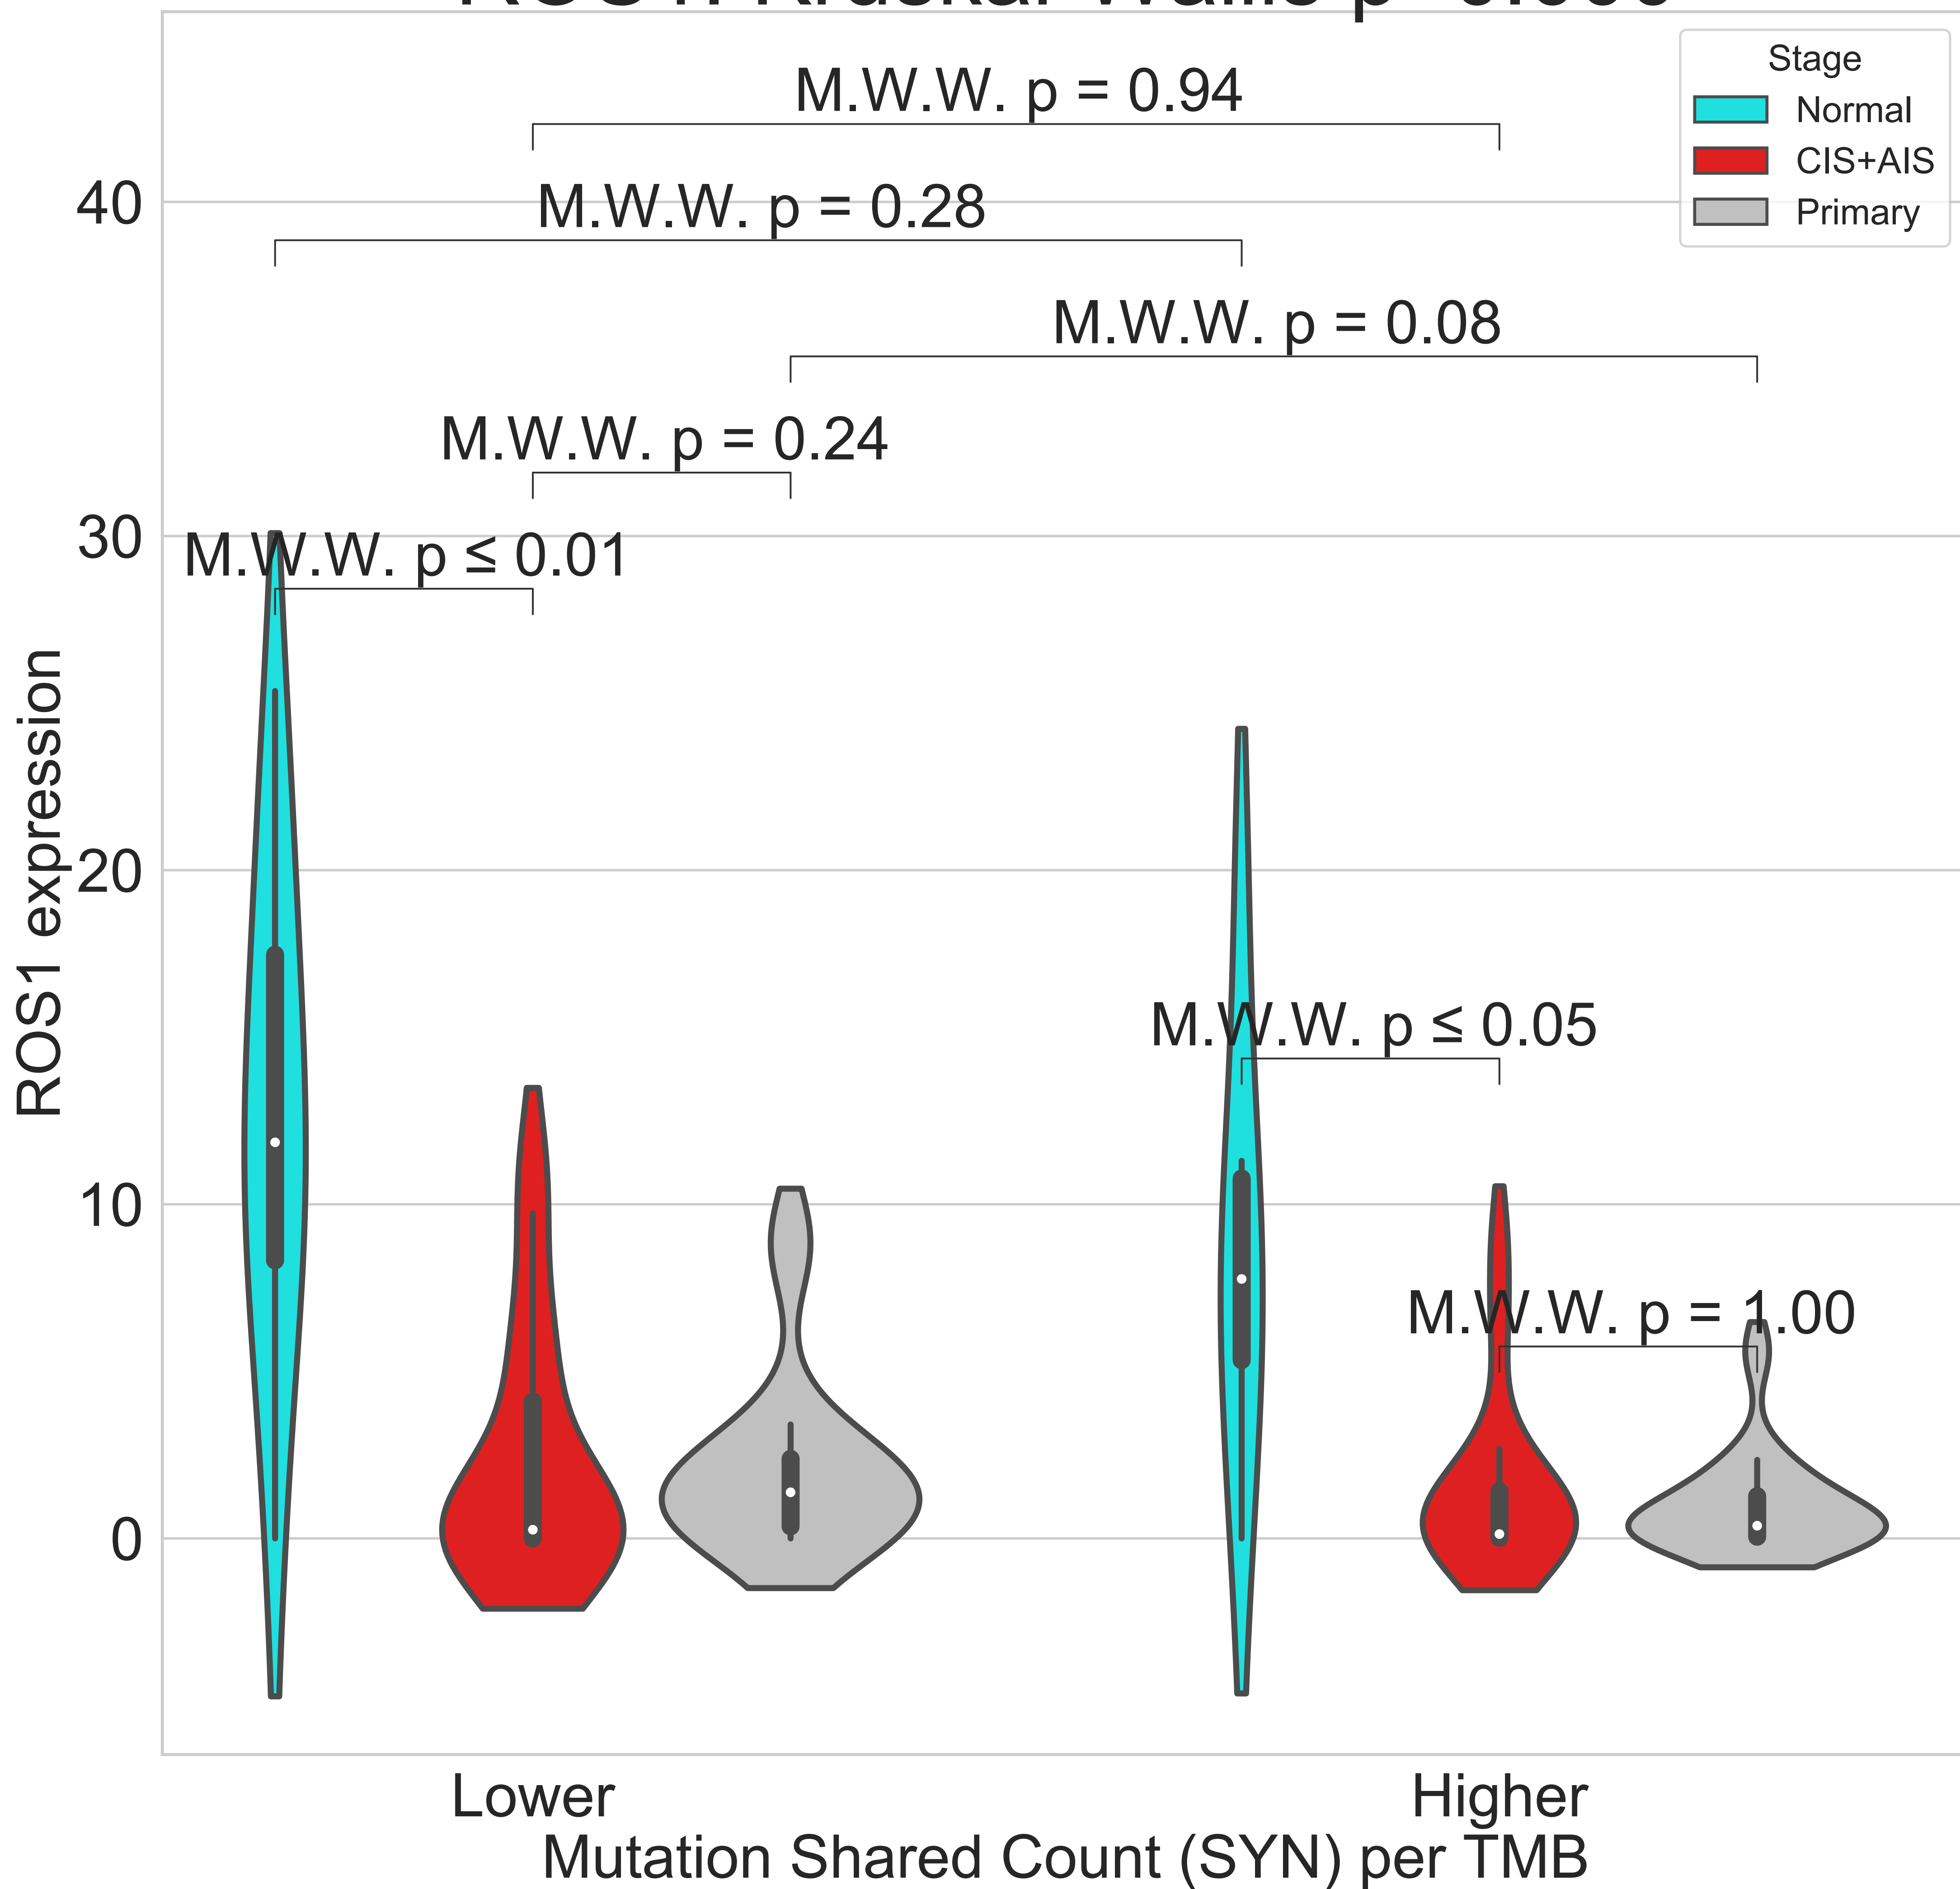 Stage
Normal
CIS+AIS
Primary
M.W.W. p = 0.94
M.W.W. p = 0.28
M.W.W. p = 0.08
M.W.W. p = 0.24
M.W.W. p ≤ 0.01
M.W.W. p ≤ 0.05
M.W.W. p = 1.00
40
30
20
10
0
ROS1 expression
Lower
Higher
Mutation Shared Count (SYN) per TMB